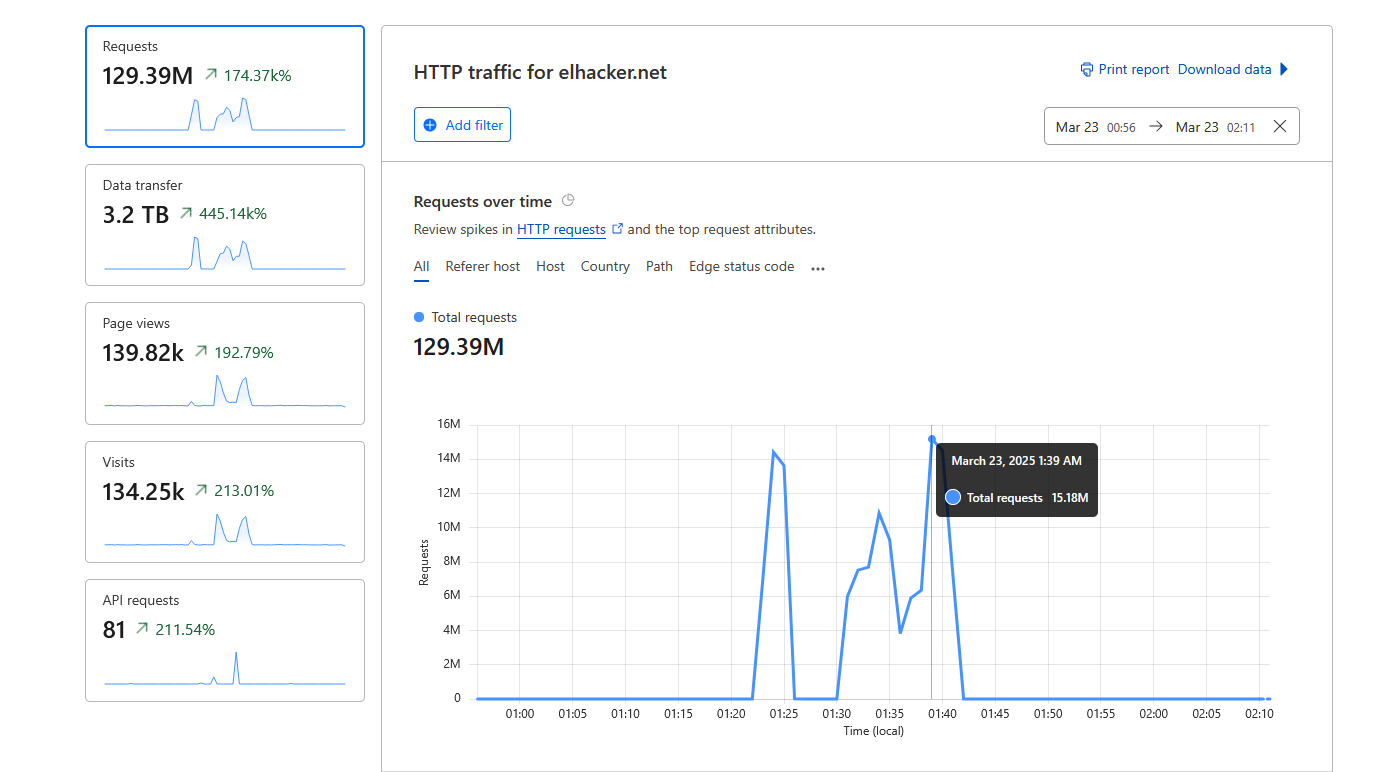 Requests
129.39M 174.37k%
Data transfer
3.2 TB 445.14k%
Page views
139.82k 192.79%
Visits
134.25k 213.01%
API requests
81 211.54%
HTTP traffic for elhacker.net
Print report Download data
Add filter
Mar 23 00:56 → Mar 23 02:11
Requests over time
Review spikes in HTTP requests and the top request attributes.
All Referer host Host Country Path Edge status code ...
Total requests
129.39M
16M
14M
12M
10M
8M
6M
4M
2M
0
Requests
March 23, 2025 1:39 AM
Total requests 15.18M
01:00 01:05 01:10 01:15 01:20 01:25 01:30 01:35 01:40 01:45 01:50 01:55 02:00 02:05 02:10
Time (local)